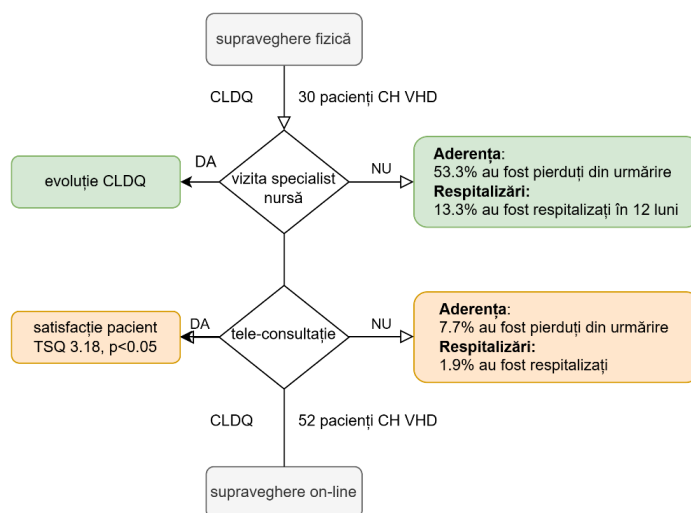 supraveghere fizică
CLDQ
30 pacienți CH VHD
DA
vizita specialist
nursă
NU
evoluție CLDQ
Aderența:
53.3% au fost pierduți din urmărire
Respitalizări:
13.3% au fost respitalizați în 12 luni
satisfacție pacient
TSQ 3.18, p<0.05
DA
tele-consultație
NU
Aderența:
7.7% au fost pierduți din urmărire
Respitalizări:
1.9% au fost respitalizați
CLDQ
52 pacienți CH VHD
supraveghere on-line